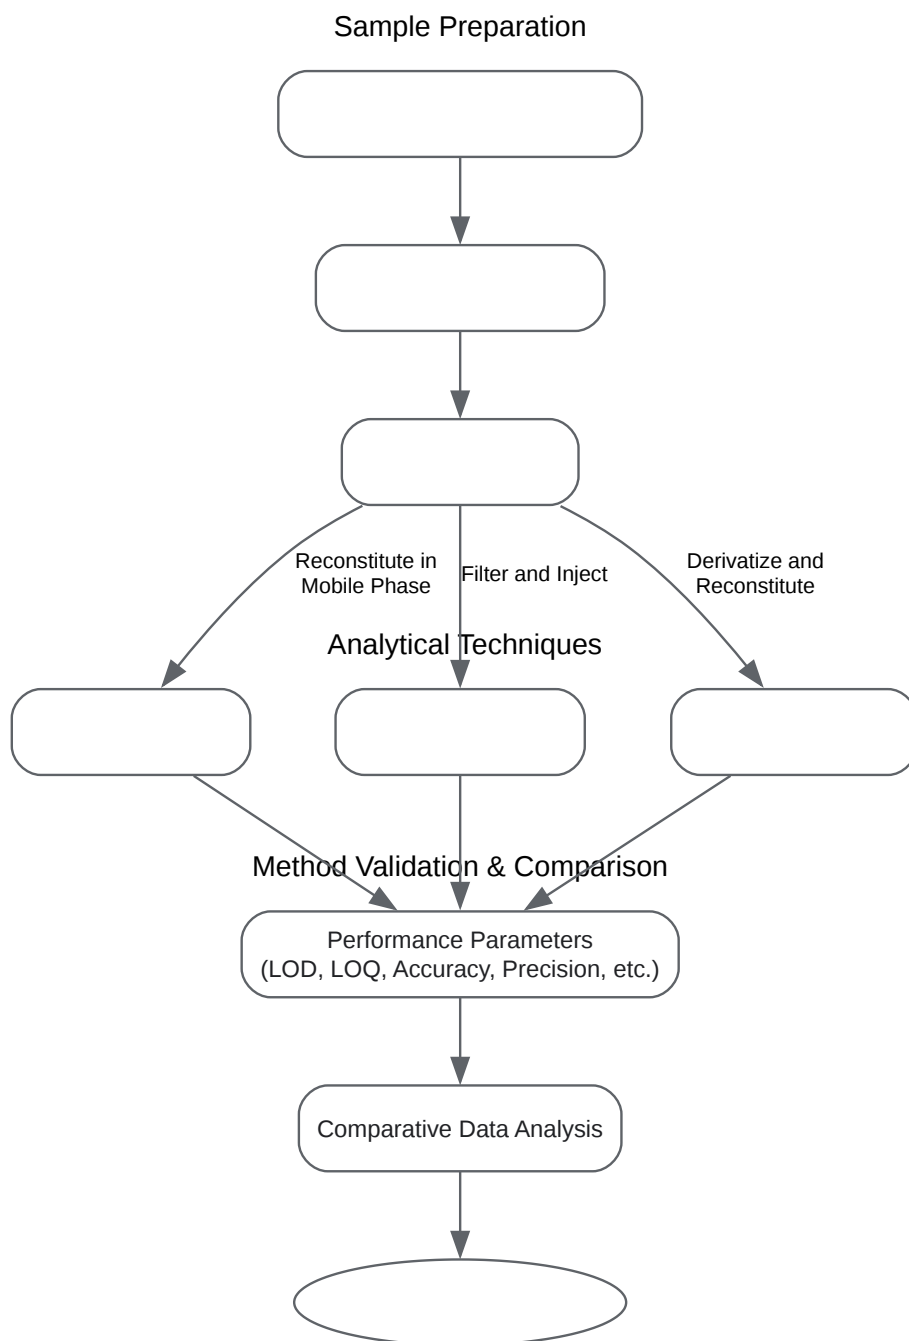 Sample Preparation
Reconstitute in
Mobile Phase
Filter and Inject
Derivatize and
Reconstitute
Analytical Techniques
Method Validation & Comparison
Performance Parameters
(LOD, LOQ, Accuracy, Precision, etc.)
Comparative Data Analysis